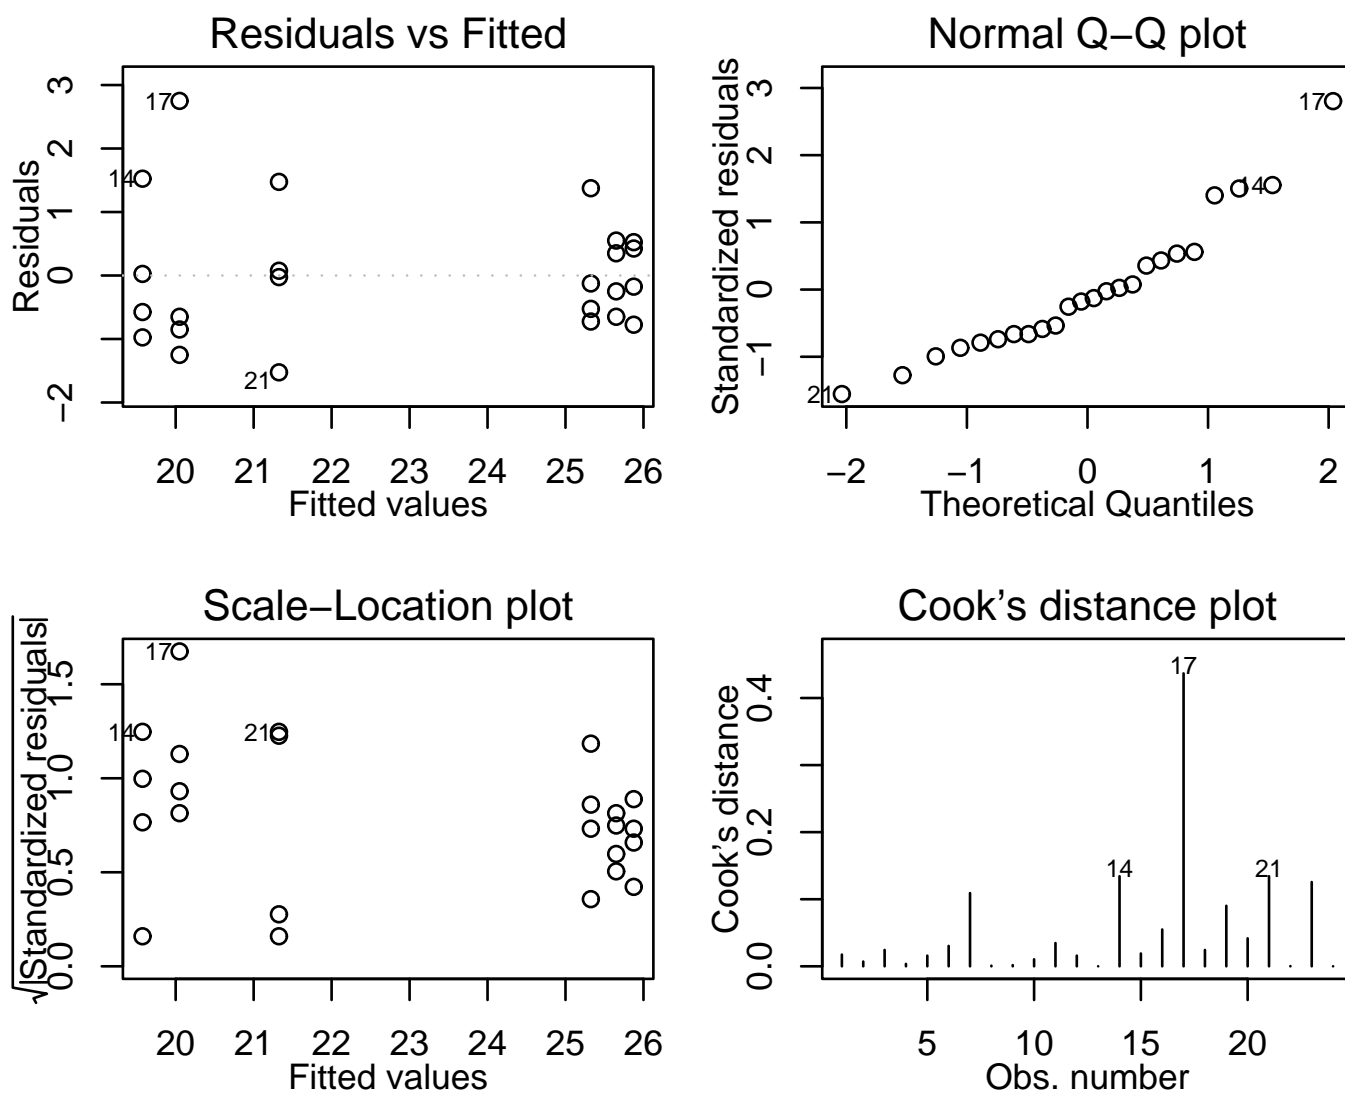 Residuals vs Fitted
Residuals
3
2
1
0
−2
17
14
21
20 21 22 23 24 25 26
Fitted values
Normal Q−Q plot
Standardized residuals
3
2
1
0
−1
17
14
21
−2 −1 0 1 2
Theoretical Quantiles
Scale−Location plot
√|Standardized residuals|
1.5
1.0
0.5
0.0
17
14
21
20 21 22 23 24 25 26
Fitted values
Cook's distance plot
Cook's distance
0.4
0.2
0.0
17
14
21
5 10 15 20
Obs. number